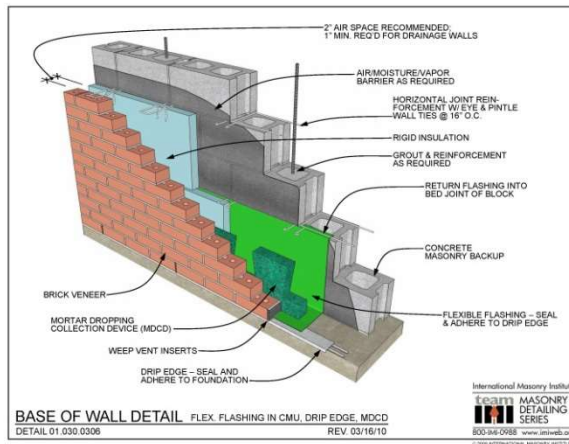 2" AIR SPACE RECOMMENDED;
1" MIN. REQ'D FOR DRAINAGE WALLS
AIR/MOISTURE/VAPOR
BARRIER AS REQUIRED
HORIZONTAL JOINT REIN-
FORCEMENT W/ EYE & PINTLE
WALL TIES @ 16" O.C.
RIGID INSULATION
GROUT & REINFORCEMENT
AS REQUIRED
RETURN FLASHING INTO
BED JOINT OF BLOCK
CONCRETE
MASONRY BACKUP
BRICK VENEER
MORTAR DROPPING
COLLECTION DEVICE (MDCD)
FLEXIBLE FLASHING – SEAL
& ADHERE TO DRIP EDGE
WEEP VENT INSERTS
DRIP EDGE – SEAL AND
ADHERE TO FOUNDATION
BASE OF WALL DETAIL FLEX. FLASHING IN CMU, DRIP EDGE, MDCD
DETAIL 01.030.0306 REV. 03/16/10
International Masonry Institut
team MASONRY
DETAILING
SERIES
IMI
800-IMI-0988 www.imiweb.o